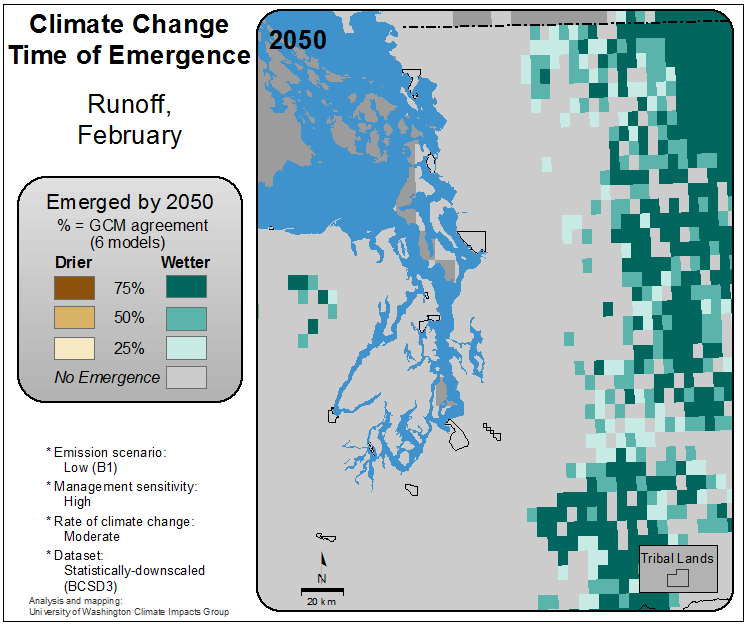 Climate Change
Time of Emergence
Runoff,
February
Emerged by 2050
% = GCM agreement
(6 models)
Drier Wetter
75%
50%
25%
No Emergence
* Emission scenario:
Low (B1)
* Management sensitivity:
High
* Rate of climate change:
Moderate
* Dataset:
Statistically-downscaled
(BCSD3)
Analysis and mapping:
University of Washington Climate Impacts Group
2050
N
20 km
Tribal Lands